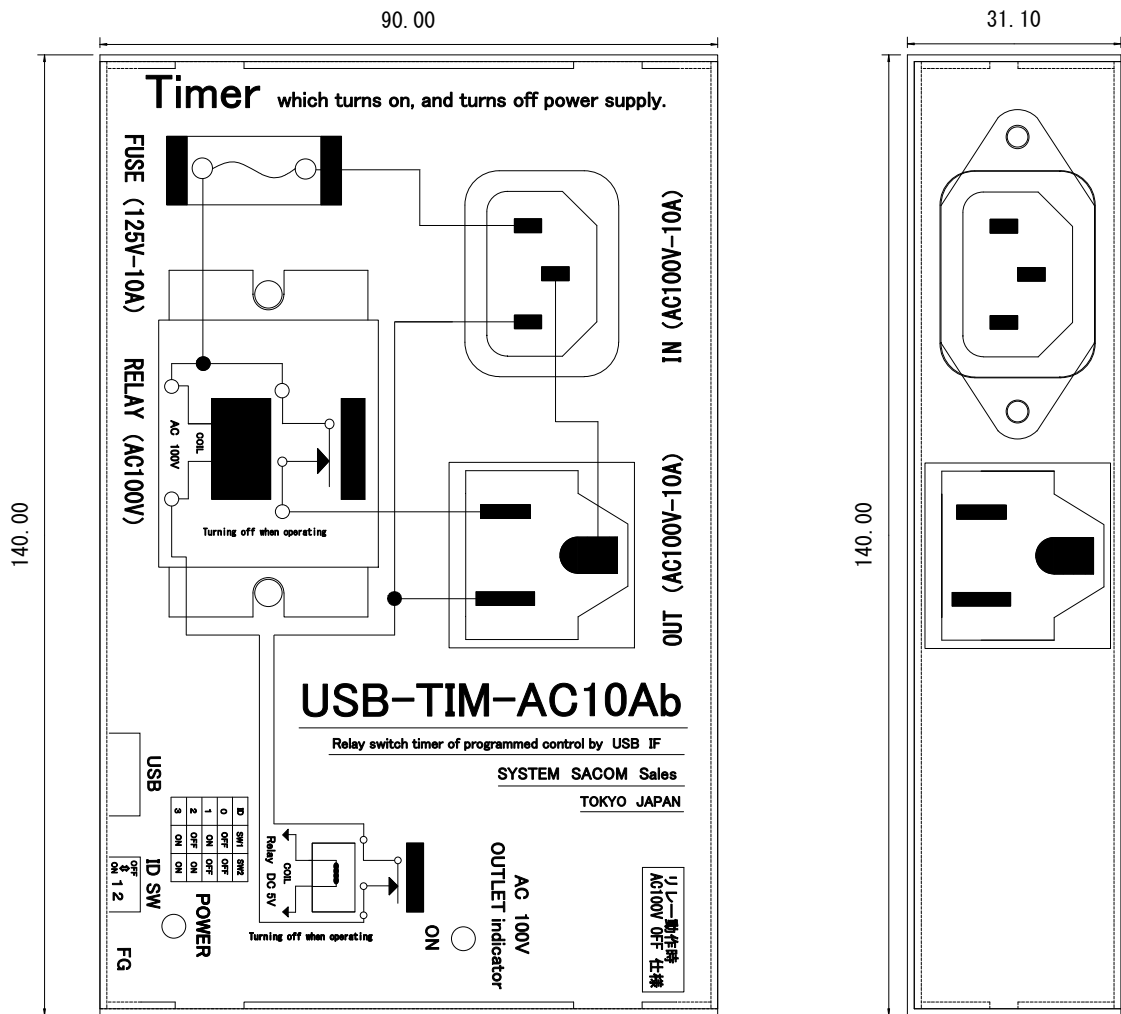 90.00
31.10
140.00
140.00
Timer which turns on, and turns off power supply.
FUSE (125V-10A)
RELAY (AC100V)
IN (AC100V-10A)
OUT (AC100V-10A)
AC 100V
COIL
Turning off when operating
USB-TIM-AC10Ab
Relay switch timer of programmed control by USB IF
SYSTEM SACOM Sales
TOKYO JAPAN
USB
ID SW1 SW2
0 OFF OFF
1 ON OFF
2 OFF ON
3 ON ON
ID SW
OFF
⇕
ON
1 2
POWER
FG
Relay DC 5V
COIL
Turning off when operating
AC 100V
OUTLET indicator
ON
リレー動作時
AC100V OFF 仕様